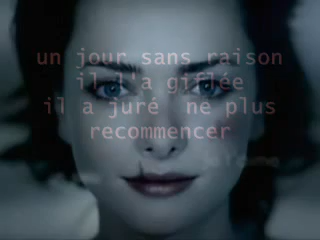 un jour sans raison
il l'a giflée
il a juré ne plus
recommencer